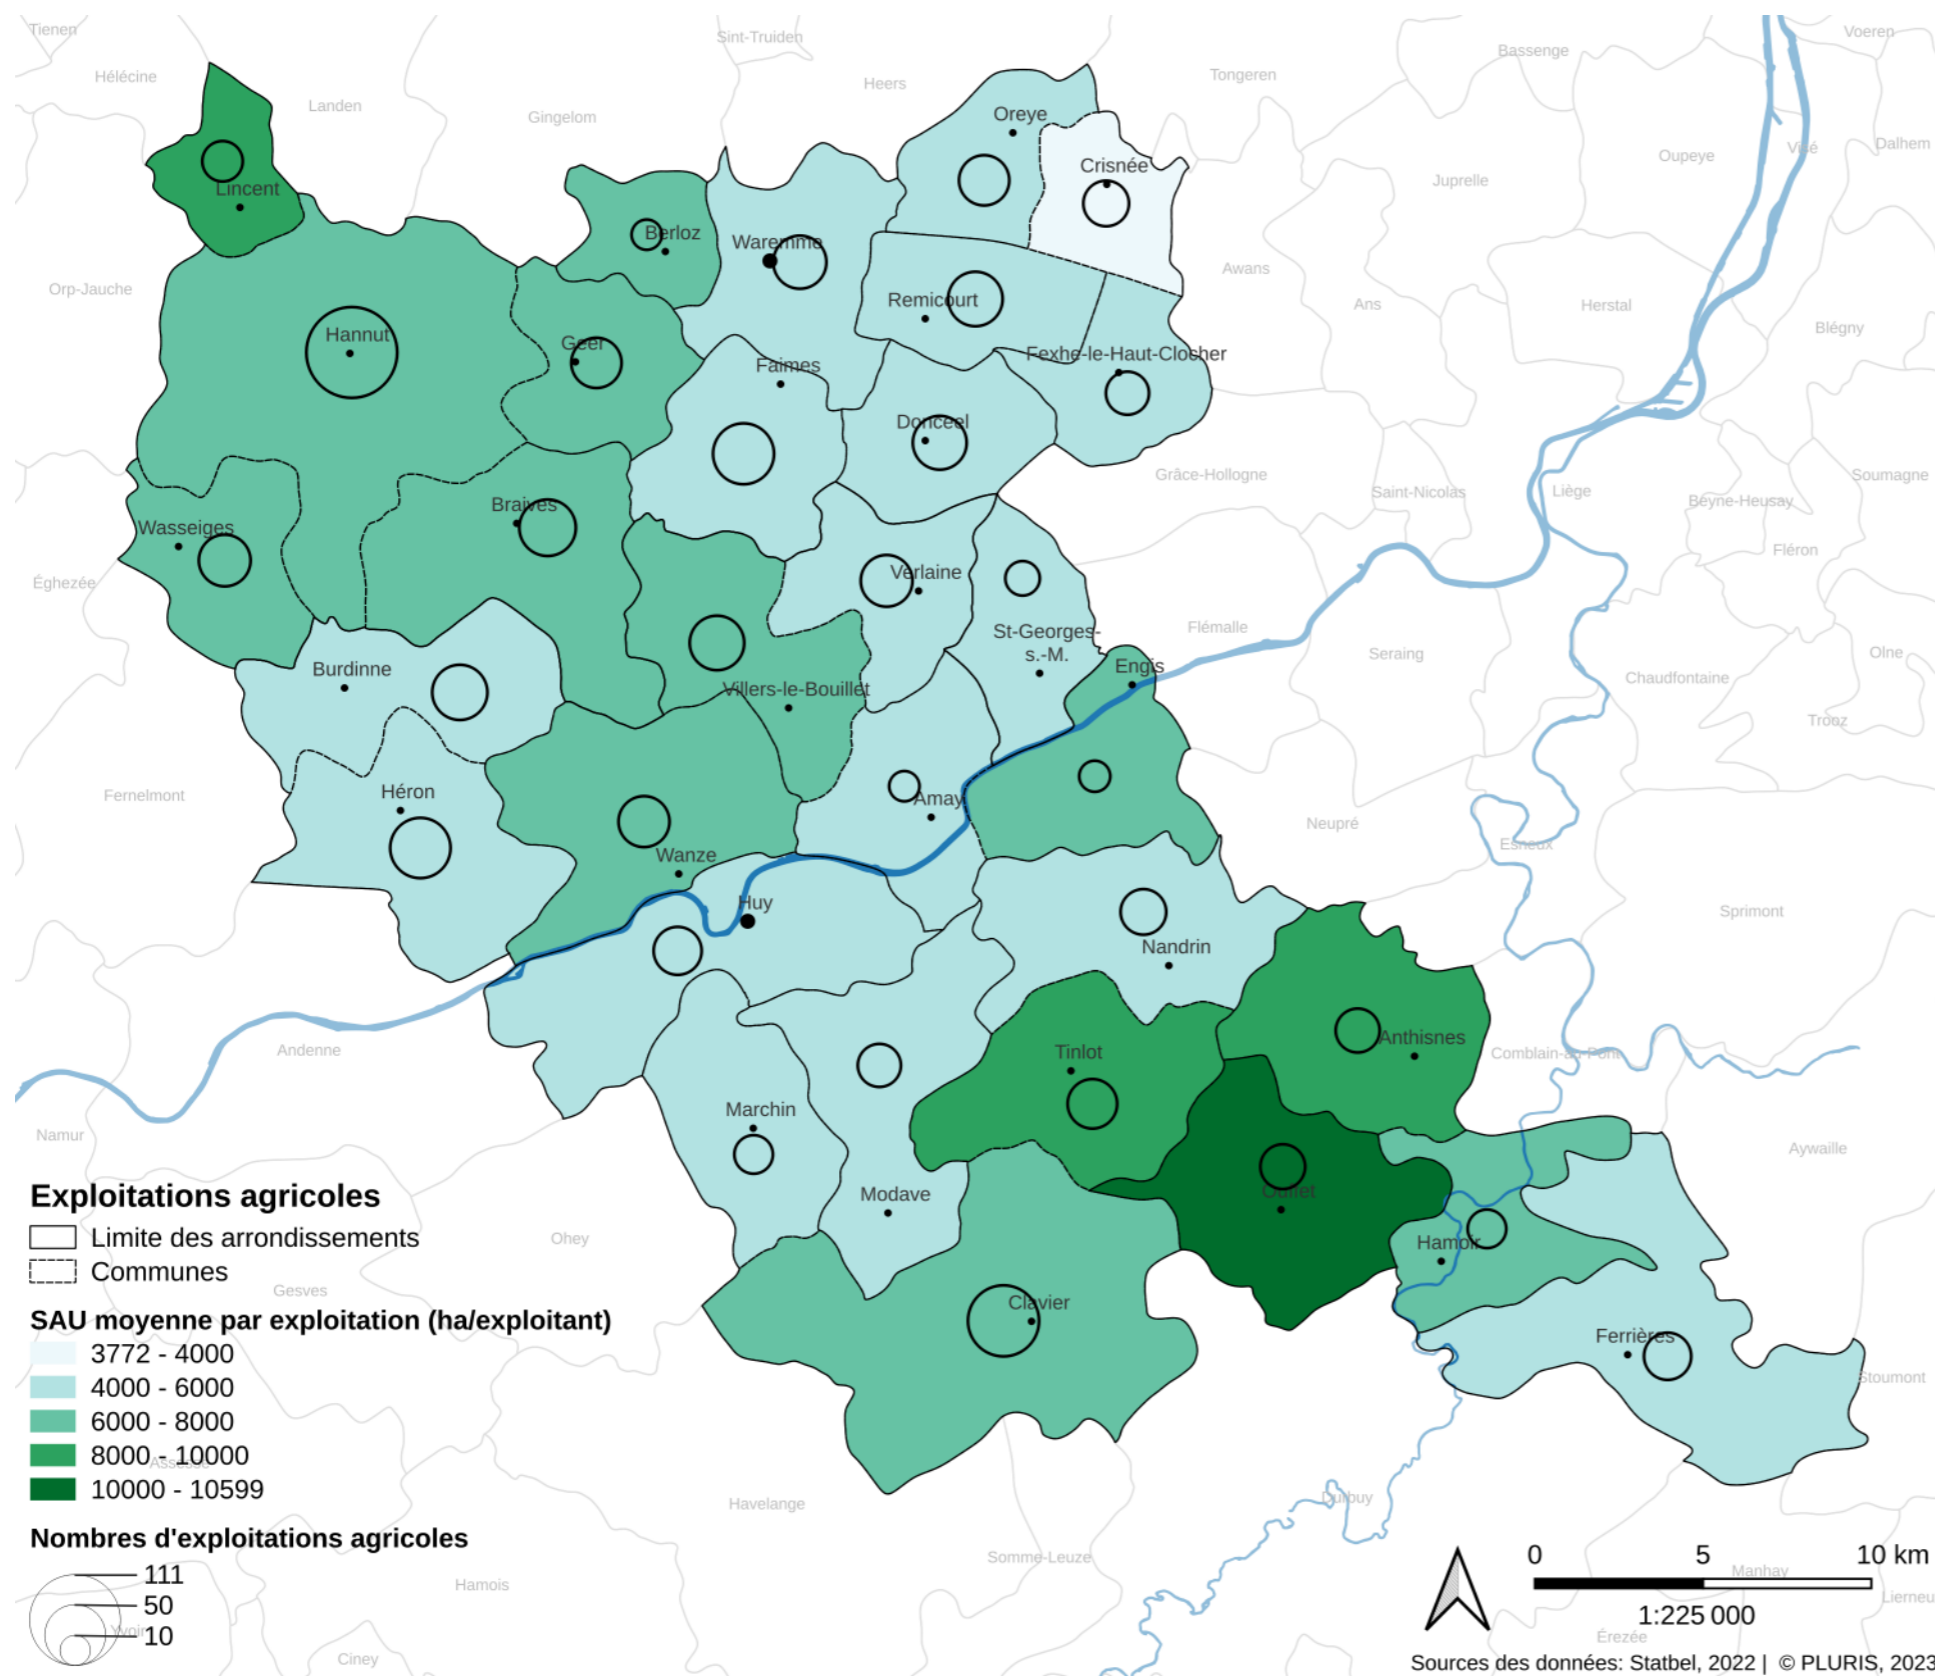 Tienen
Sint-Truiden
Voeren
Bassenge
Hélécine
Tongeren
Heers
Landen
Gingelom
Oreye
Visé
Dalhem
Oupeye
Crisnée
Juprelle
Lincent
Berloz
Waremme
Awans
Orp-Jauche
Remicourt
Ans
Herstal
Blégny
Hannut
Geer
Fexhe-le-Haut-Clocher
Faimes
Donceel
Grâce-Hollogne
Soumagne
Saint-Nicolas
Liège
Beyne-Heusay
Braives
Wasseiges
Fléron
Éghezée
Verlaine
Flémalle
St-Georges-
s.-M.
Seraing
Olne
Engis
Burdinne
Chaudfontaine
Villers-le-Bouillet
Trooz
Héron
Fernelmont
Amay
Neupré
Esneux
Wanze
Huy
Sprimont
Nandrin
Anthisnes
Andenne
Tinlot
Comblain-au-Pont
Marchin
Namur
Aywaille
Modave
Ouffet
Ohey
Hamoir
Gesves
Clavier
Ferrières
Stoumont
Assesse
Durbuy
Havelange
Somme-Leuze
Manhay
Hamois
Lierneu
Yvoir
Érezée
Ciney
Exploitations agricoles
Limite des arrondissements
Communes
SAU moyenne par exploitation (ha/exploitant)
3772 - 4000
4000 - 6000
6000 - 8000
8000 - 10000
10000 - 10599
Nombres d'exploitations agricoles
111
50
10
0 5 10 km
1:225 000
Sources des données: Statbel, 2022 | © PLURIS, 2023